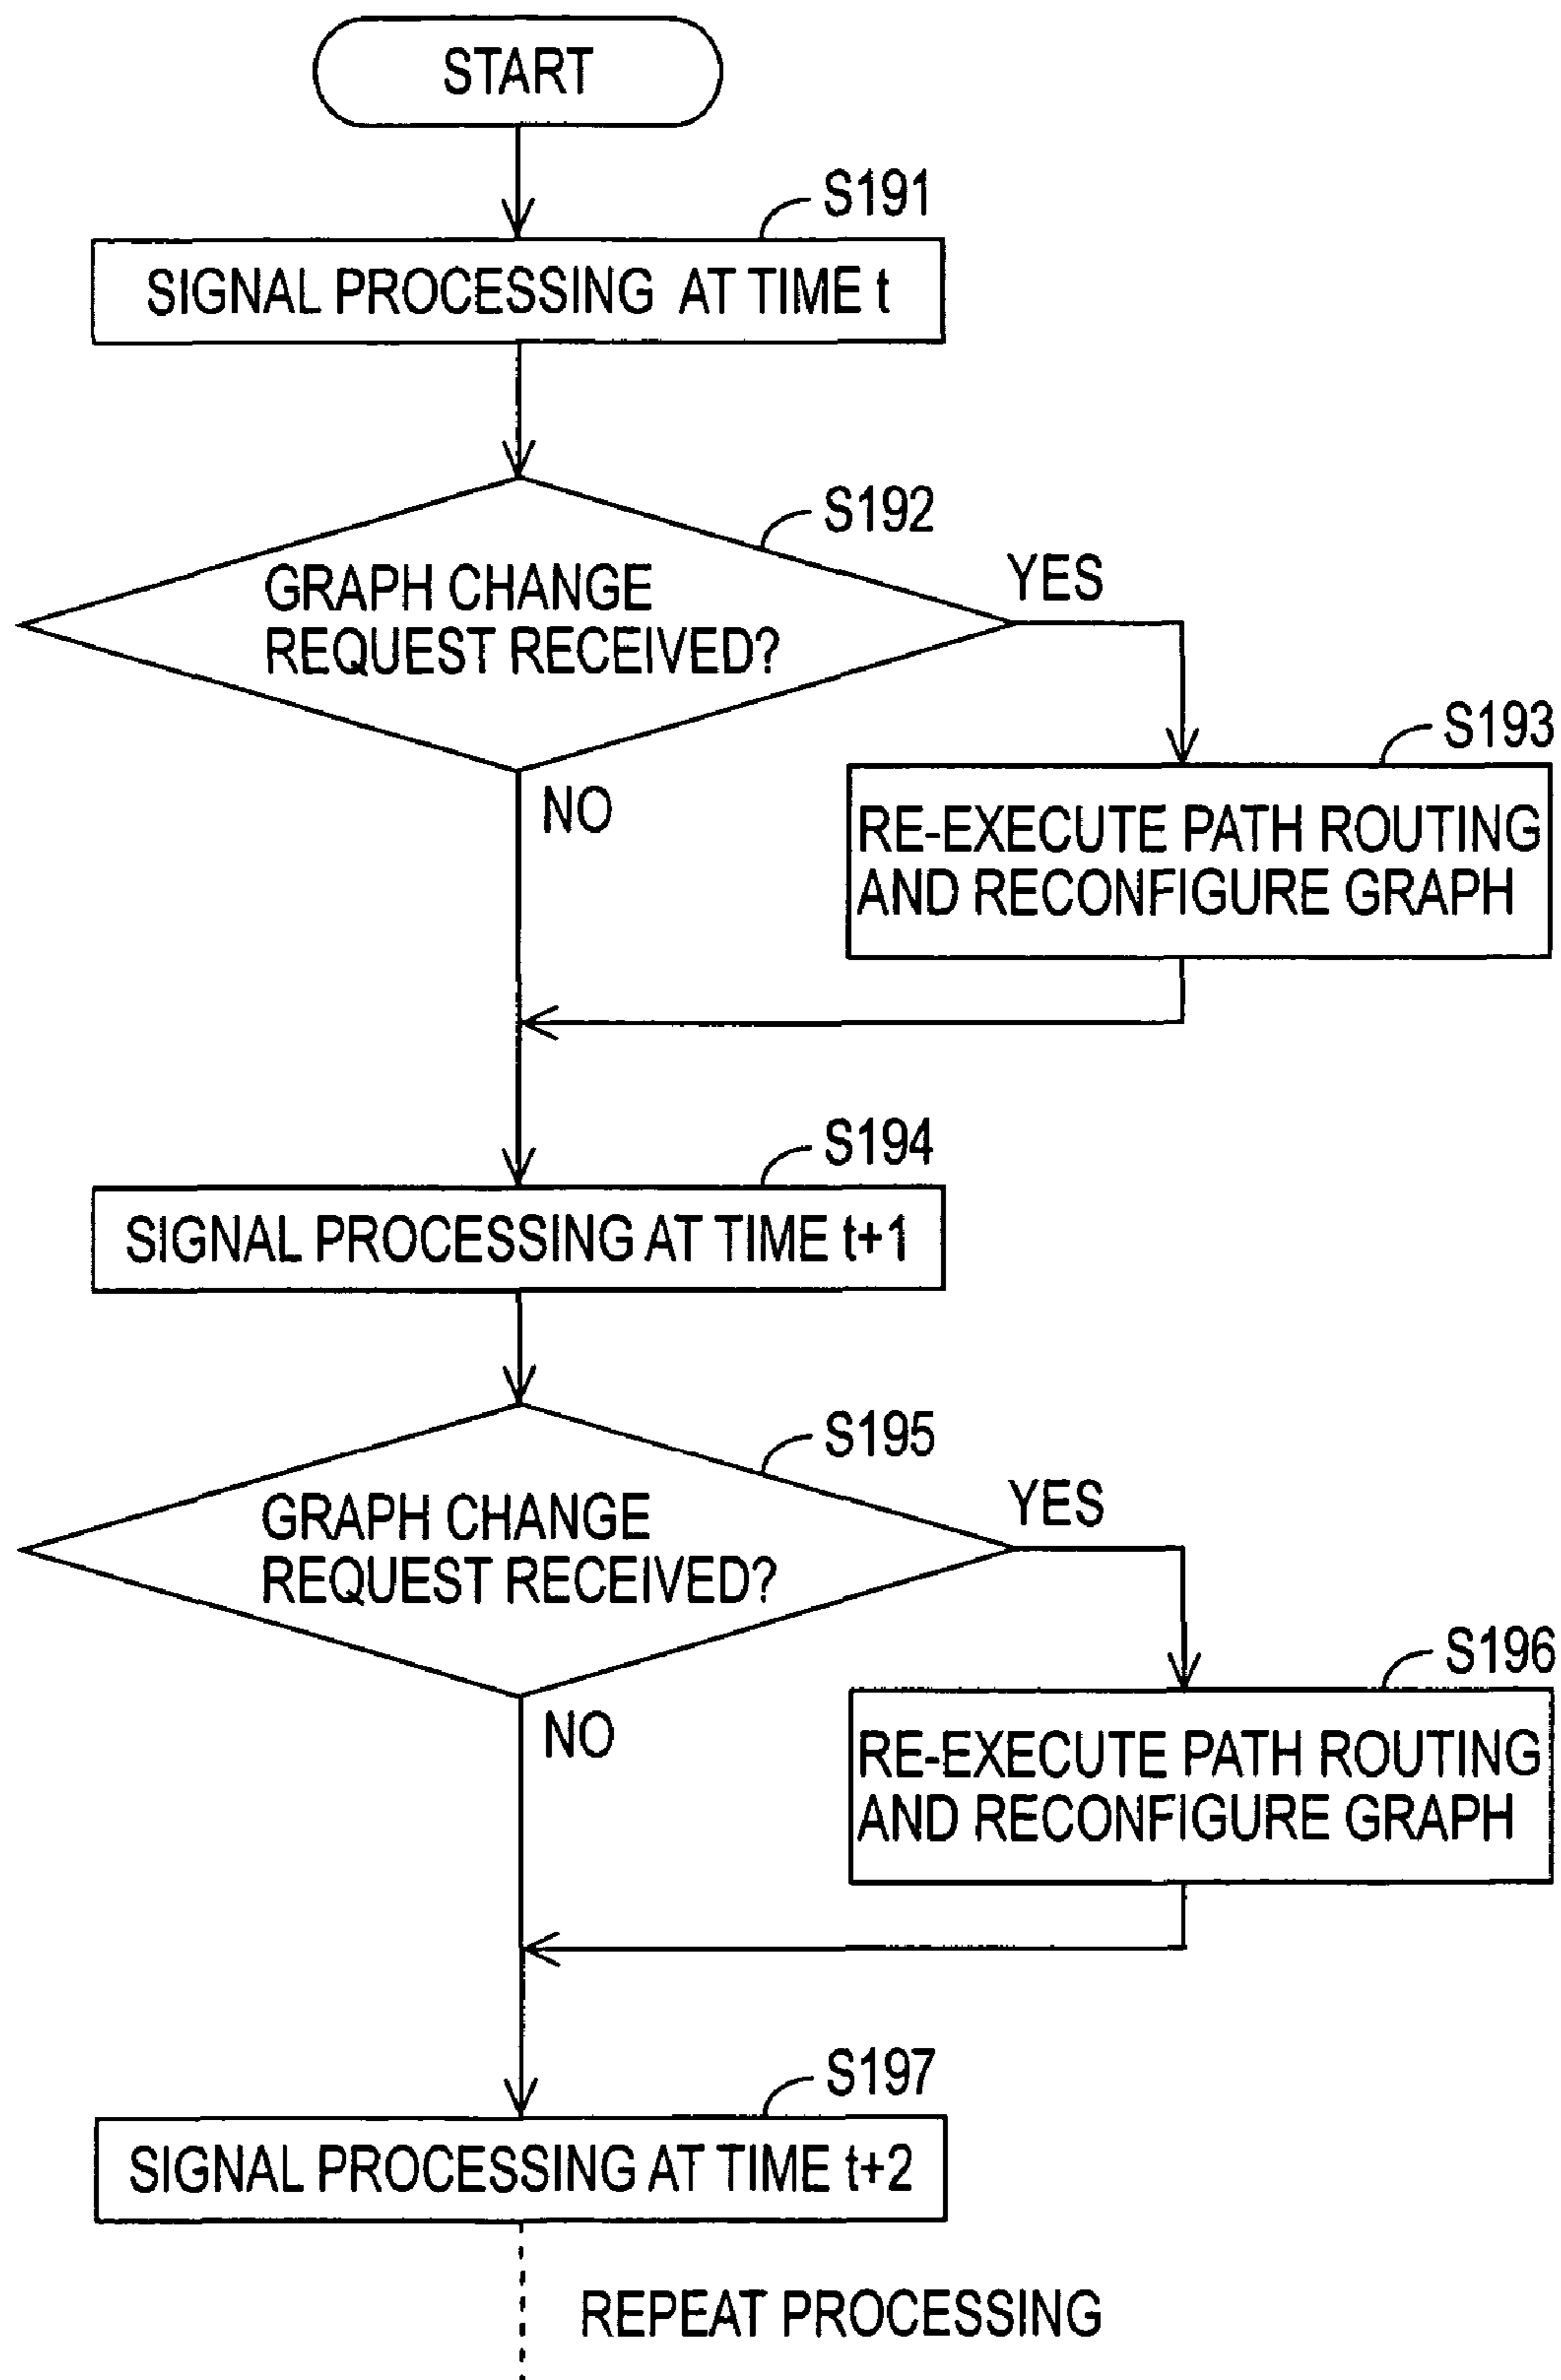 START
S191
SIGNAL PROCESSING AT TIME t
S192
GRAPH CHANGE
REQUEST RECEIVED?
YES
NO
S193
RE-EXECUTE PATH ROUTING
AND RECONFIGURE GRAPH
S194
SIGNAL PROCESSING AT TIME t+1
S195
GRAPH CHANGE
REQUEST RECEIVED?
YES
NO
S196
RE-EXECUTE PATH ROUTING
AND RECONFIGURE GRAPH
S197
SIGNAL PROCESSING AT TIME t+2
REPEAT PROCESSING